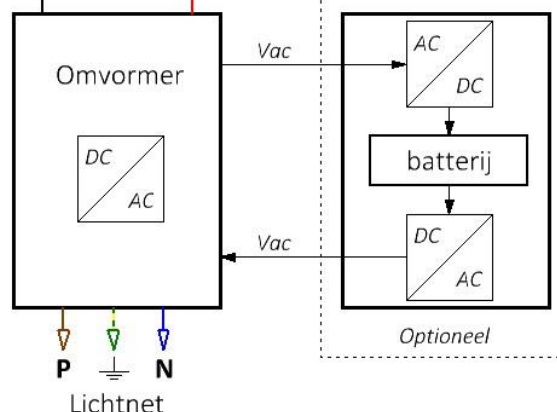 Omvormer
DC
AC
Vac
AC
DC
batterij
Vac
DC
AC
Optioneel
P
N
Lichtnet